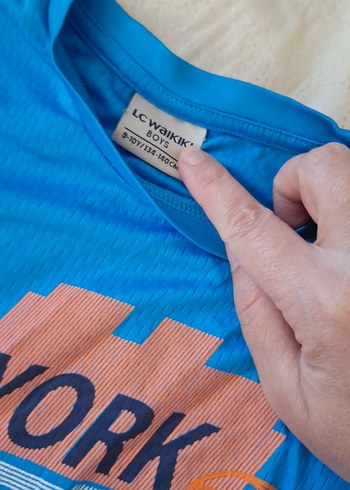 LC WAIKIKI
BOYS
9-10Y/134-140CM
YORK